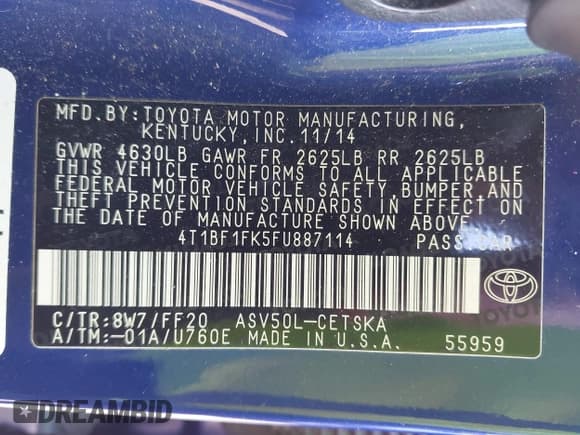 MFD.BY:TOYOTA MOTOR MANUFACTURING,
KENTUCKY,INC.11/14
GVWR 4630LB GAWR FR 2625LB RR 2625LB
THIS VEHICLE CONFORMS TO ALL APPLICABLE
FEDERAL MOTOR VEHICLE SAFETY, BUMPER AND
THEFT PREVENTION STANDARDS IN EFFECT ON
THE DATE OF MANUFACTURE SHOWN ABOVE.
4T1BF1FK5FU887114 PASS.CAR
C/TR:8W7/FF20 ASV50L-CETSKA
A/TM:-01A/U760E MADE IN U.S.A. 55959
DREAMBID